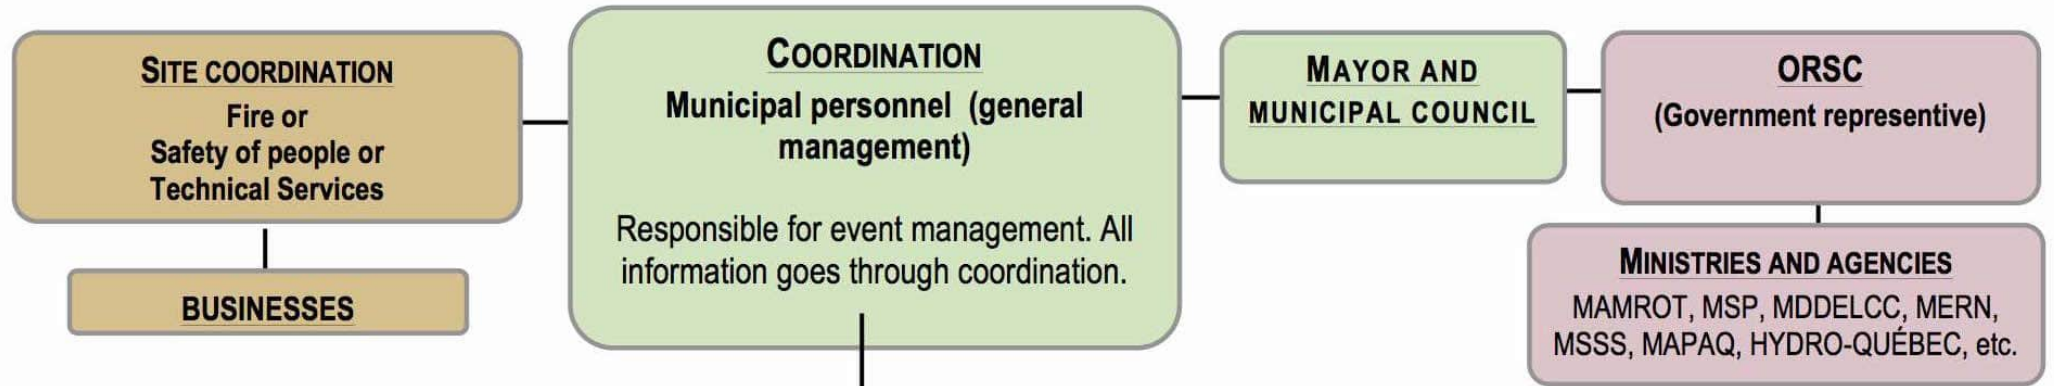 SITE COORDINATION
Fire or
Safety of people or
Technical Services
BUSINESSES
COORDINATION
Municipal personnel (general
management)
Responsible for event management. All
information goes through coordination.
MAYOR AND
MUNICIPAL COUNCIL
ORSC
(Government representive)
MINISTRIES AND AGENCIES
MAMROT, MSP, MDDELCC, MERN,
MSSS, MAPAQ, HYDRO-QUÉBEC, etc.